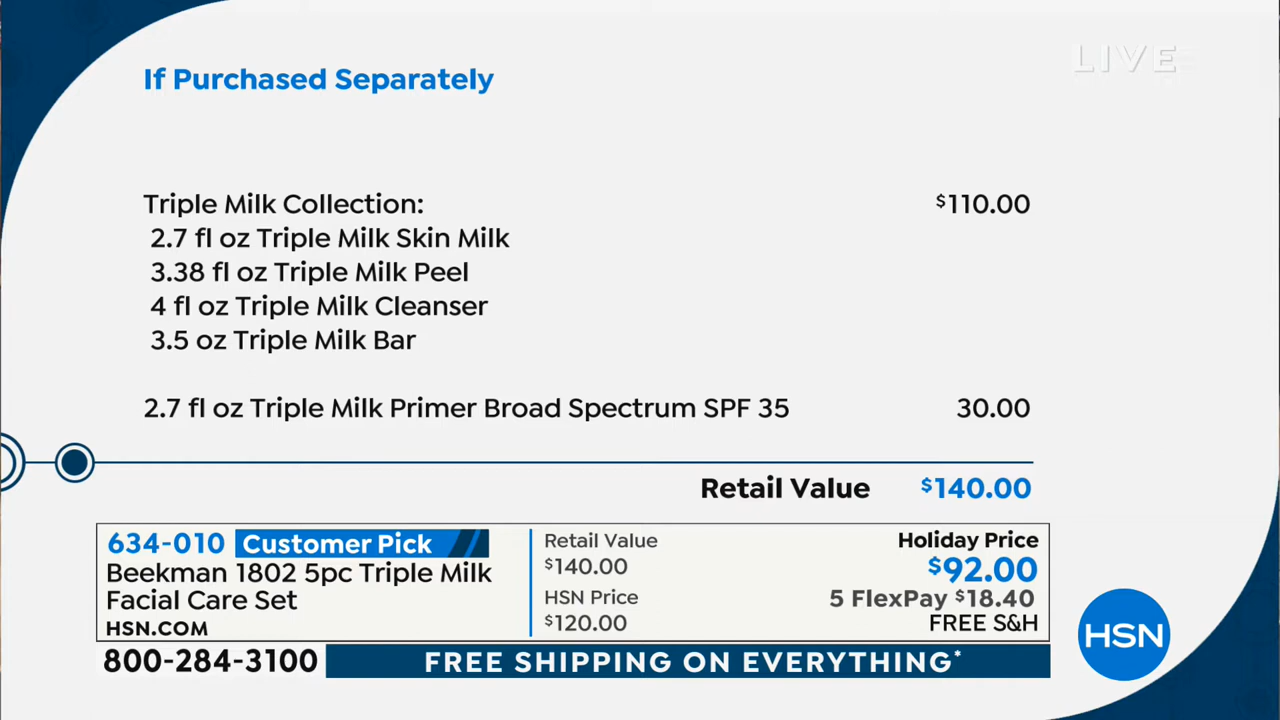 LIVE
If Purchased Separately
Triple Milk Collection: $110.00
2.7 fl oz Triple Milk Skin Milk
3.38 fl oz Triple Milk Peel
4 fl oz Triple Milk Cleanser
3.5 oz Triple Milk Bar
2.7 fl oz Triple Milk Primer Broad Spectrum SPF 35 30.00
Retail Value $140.00
634-010 Customer Pick
Beekman 1802 5pc Triple Milk
Facial Care Set
HSN.COM
Retail Value
$140.00
HSN Price
$120.00
Holiday Price
$92.00
5 FlexPay $18.40
FREE S&H
HSN
800-284-3100 FREE SHIPPING ON EVERYTHING*